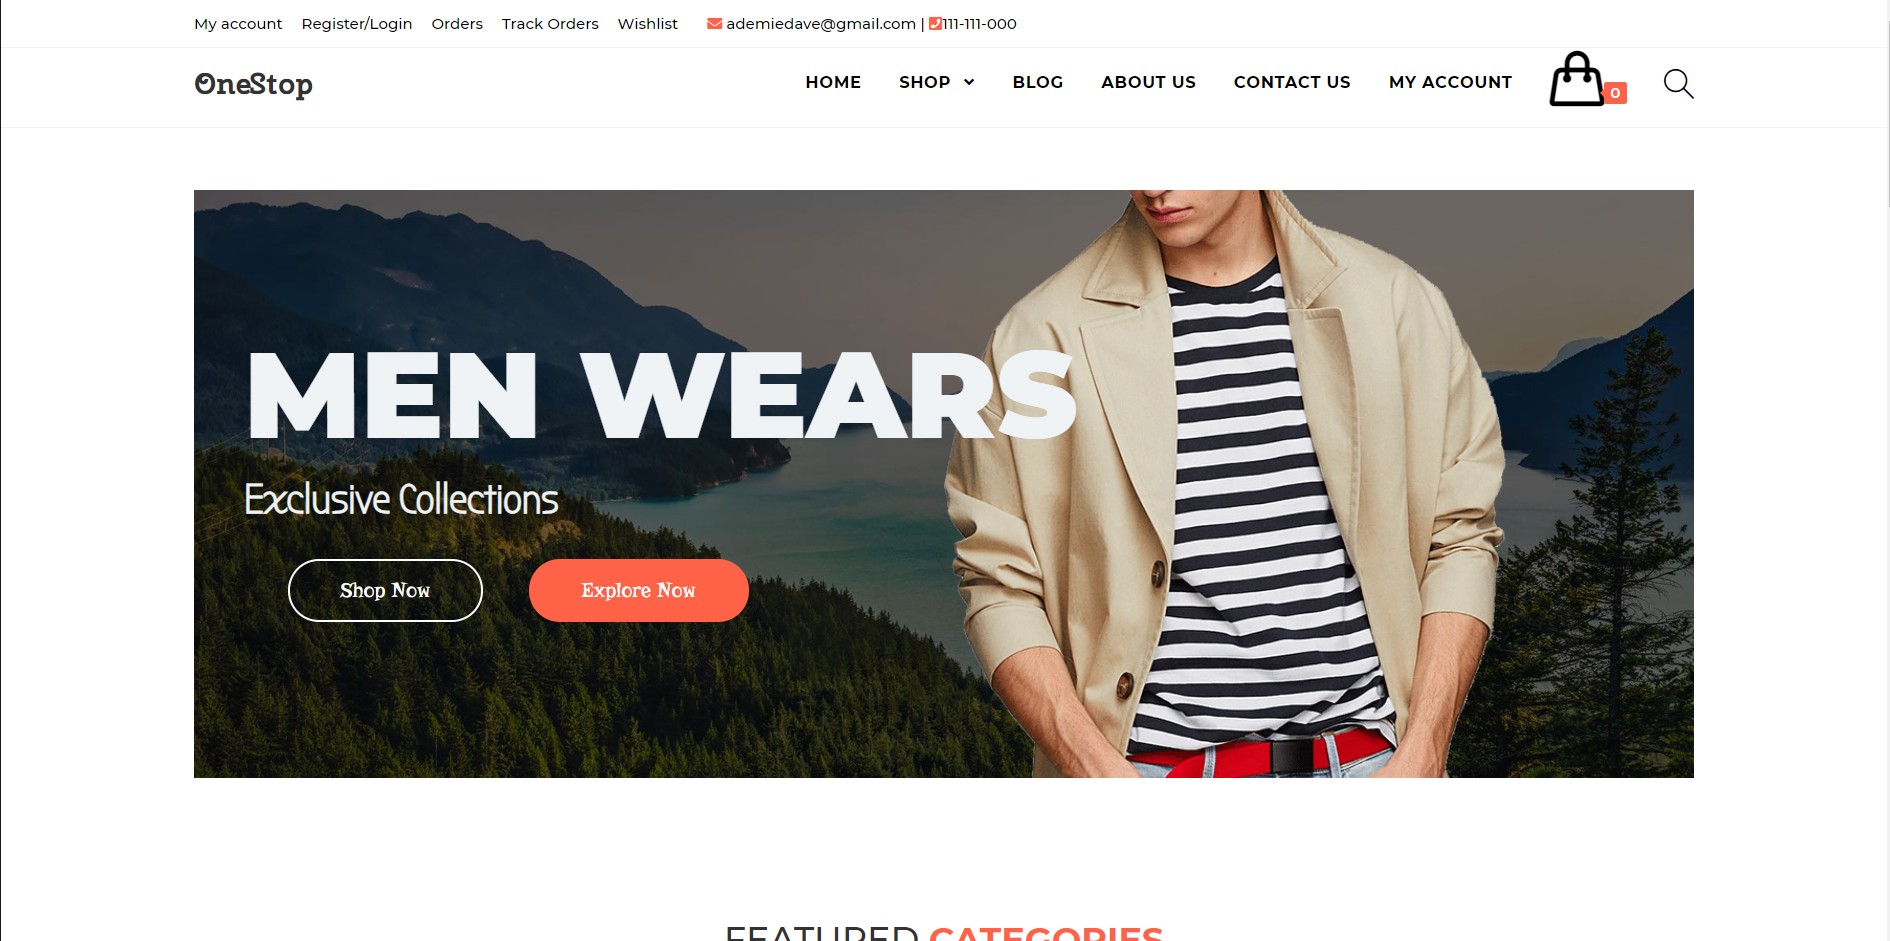 My account Register/Login Orders Track Orders Wishlist ademiedave@gmail.com | 111-111-000
OneStop HOME SHOP BLOG ABOUT US CONTACT US MY ACCOUNT 0
MEN WEARS
Exclusive Collections
Shop Now Explore Now
FEATURED CATEGORIES